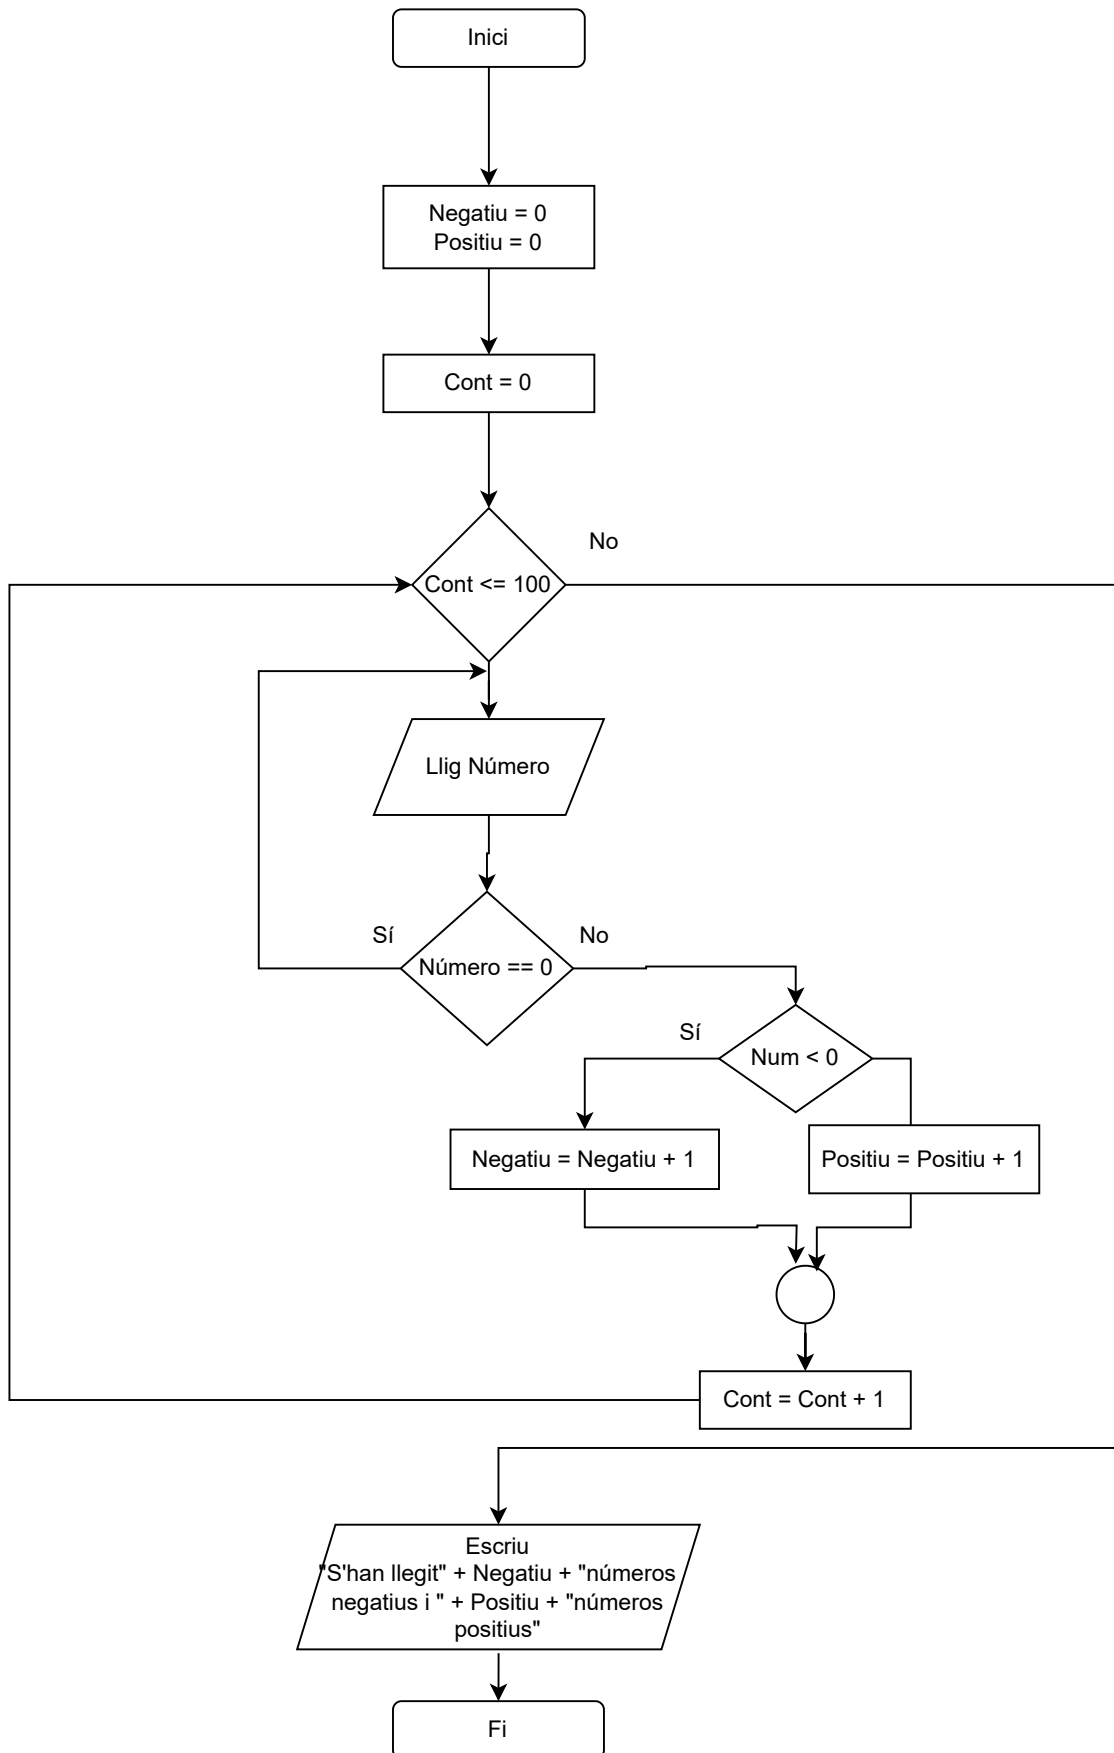 Inici
Negatiu = 0
Positiu = 0
Cont = 0
No
Cont <= 100
Llig Número
Sí
No
Número == 0
Sí
Num < 0
Negatiu = Negatiu + 1
Positiu = Positiu + 1
Cont = Cont + 1
Escriu
"S'han llegit" + Negatiu + "números
negatius i " + Positiu + "números
positius"
Fi